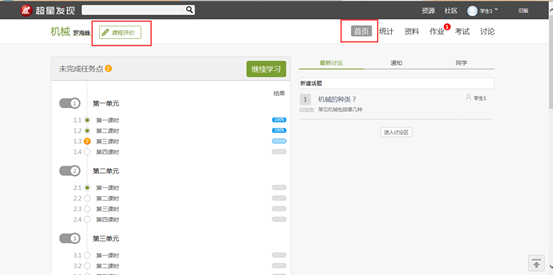 超星发现 资源 社区 学生1 旧版
机械 罗海峰 课程评价 首页 统计 资料 作业 1 考试 讨论
未完成任务点 2 继续学习
结果
1 第一单元
1.1 第一课时 100%
1.2 第二课时 100%
1.3 第三课时
1.4 第四课时
2 第二单元
2.1 第一课时
2.2 第二课时
2.3 第三课时
2.4 第四课时
3 第三单元
3.1 第一课时
3.2 第二课时
最新讨论 通知 同学
新建话题
1 机械的种类？ 学生1
常见机械包括哪几种
进入讨论区